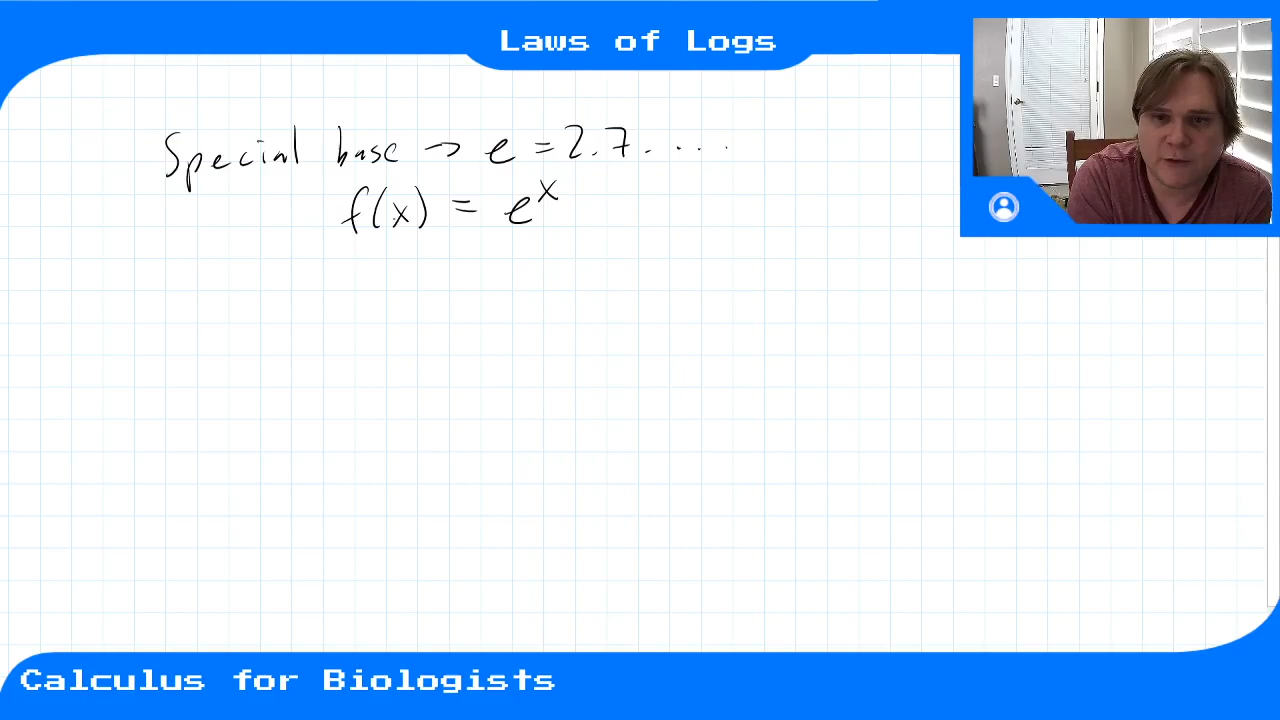 Laws of Logs
Special base → e = 2.7.....
f(x) = e^x
Calculus for Biologists